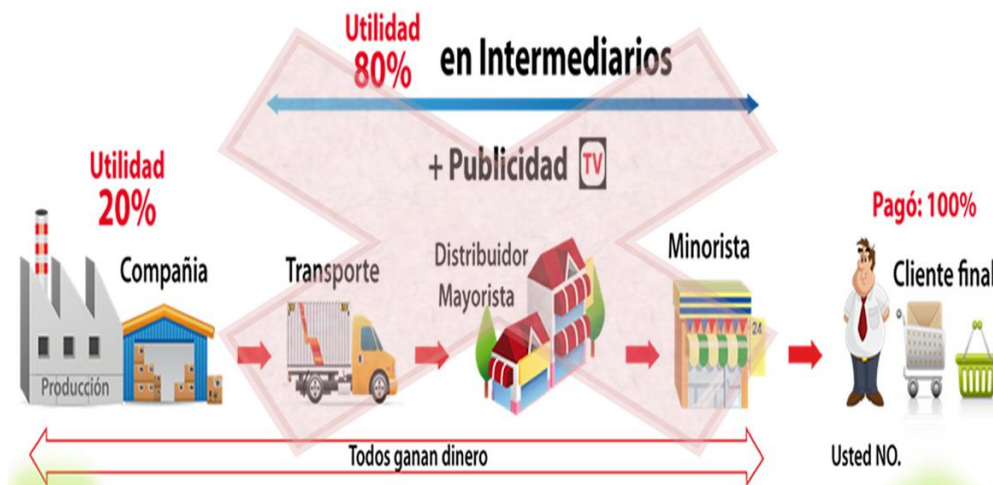 Utilidad
80%
en Intermediarios
+ Publicidad TV
Utilidad
20%
Pagó: 100%
Compañia
Transporte
Distribuidor
Mayorista
Minorista
Cliente final
24
Producción
Todos ganan dinero
Usted NO.